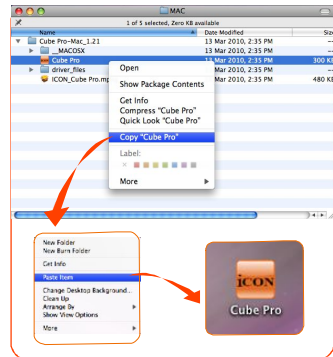 MAC
1 of 5 selected, Zero KB available
Name Date Modified Size
Cube Pro-Mac_1.21 13 Mar 2010, 2:35 PM --
__MACOSX 13 Mar 2010, 2:35 PM --
Cube Pro 13 Mar 2010, 2:35 PM 300 KB
driver_files 13 Mar 2010, 2:35 PM --
ICON_Cube Pro.mp 13 Mar 2010, 2:35 PM 480 KB
Open
Show Package Contents
Get Info
Compress "Cube Pro"
Quick Look "Cube Pro"
Copy "Cube Pro"
Label:
More
New Folder
New Burn Folder
Get Info
Paste Item
Change Desktop Background...
Clean Up
Arrange By
Show View Options
More
iCON
Cube Pro